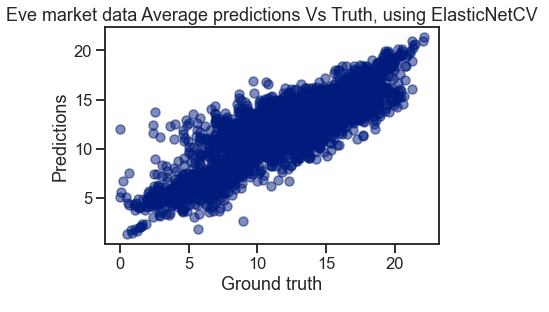 Eve market data Average predictions Vs Truth, using ElasticNetCV
20
15
10
5
Predictions
0 5 10 15 20
Ground truth